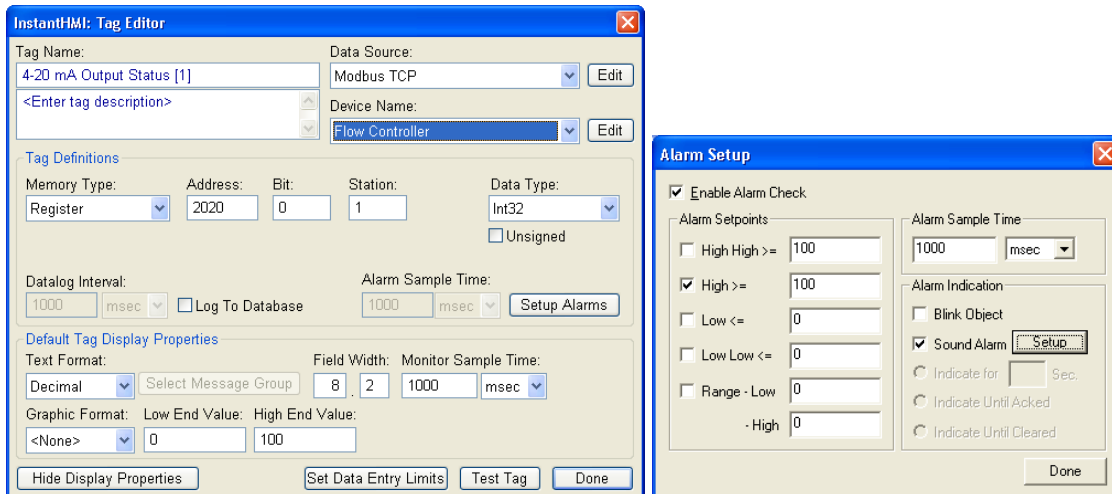 InstantHMI: Tag Editor
Tag Name:
4-20 mA Output Status [1]
<Enter tag description>
Data Source:
Modbus TCP
Edit
Device Name:
Flow Controller
Edit
Tag Definitions
Memory Type: Address: Bit: Station: Data Type:
Register 2020 0 1 Int32
Unsigned
Datalog Interval: Alarm Sample Time:
1000 msec Log To Database 1000 msec Setup Alarms
Default Tag Display Properties
Text Format: Field Width: Monitor Sample Time:
Decimal Select Message Group 8 . 2 1000 msec
Graphic Format: Low End Value: High End Value:
<None> 0 100
Hide Display Properties Set Data Entry Limits Test Tag Done
Alarm Setup
Enable Alarm Check
Alarm Setpoints
High High >= 100
High >= 100
Low <= 0
Low Low <= 0
Range - Low 0
- High 0
Alarm Sample Time
1000 msec
Alarm Indication
Blink Object
Sound Alarm Setup
Indicate for Sec.
Indicate Until Acked
Indicate Until Cleared
Done